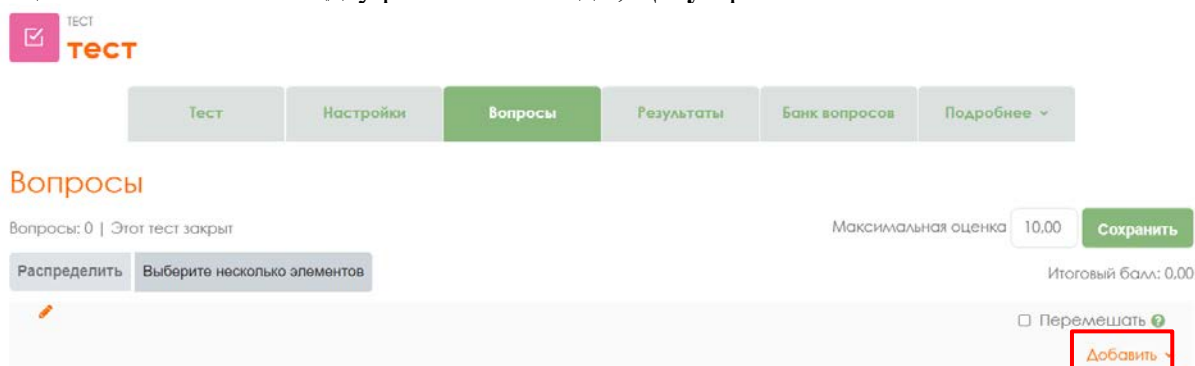 ТЕСТ
тест
Тест Настройки Вопросы Результаты Банк вопросов Подробнее
Вопросы
Вопросы: 0 | Этот тест закрыт Максимальная оценка 10,00 Сохранить
Распределить Выберите несколько элементов Итоговый балл: 0,00
Перемешать
Добавить